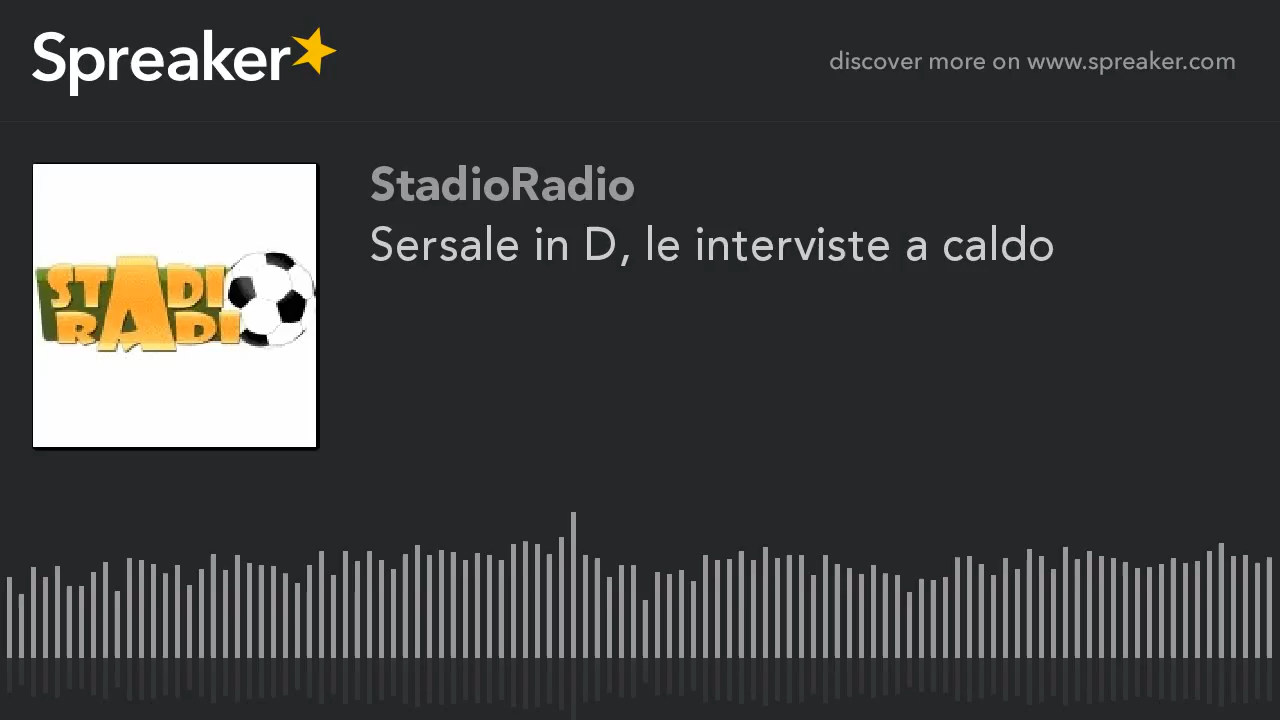 Spreaker
discover more on www.spreaker.com
StadioRadio
Sersale in D, le interviste a caldo
STADIO
RADIO